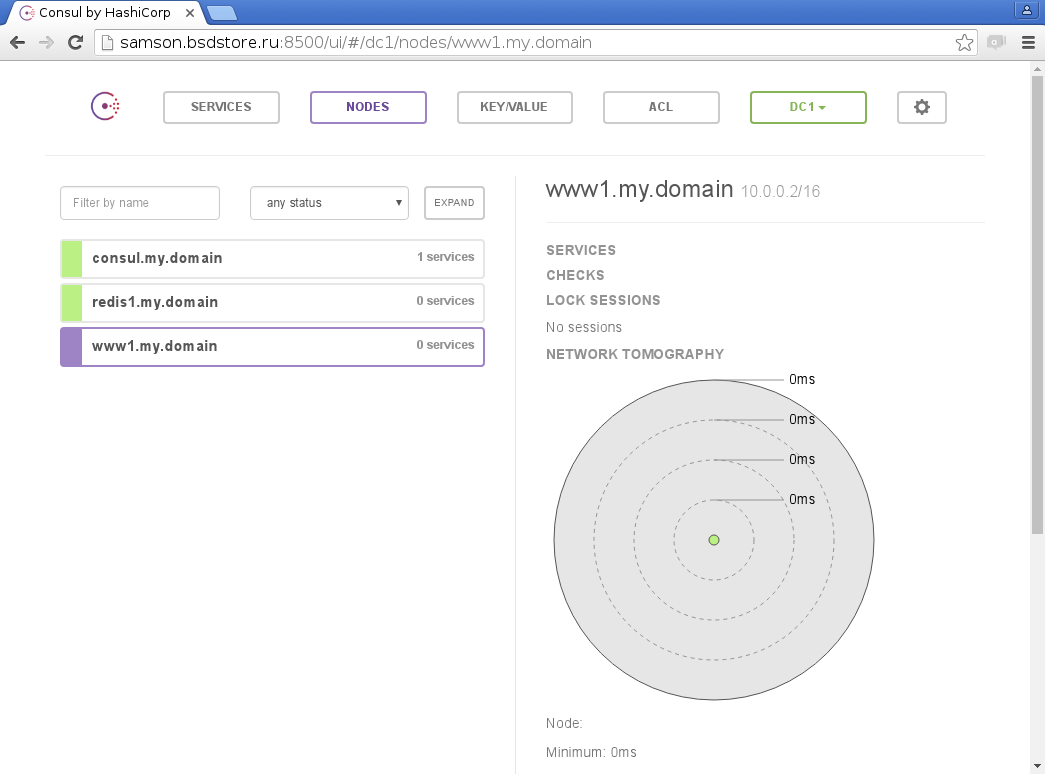 Consul by HashiCorp
samson.bsdstore.ru:8500/ui/#/dc1/nodes/www1.my.domain
SERVICES NODES KEY/VALUE ACL DC1
Filter by name any status EXPAND
consul.my.domain 1 services
redis1.my.domain 0 services
www1.my.domain 0 services
www1.my.domain 10.0.0.2/16
SERVICES
CHECKS
LOCK SESSIONS
No sessions
NETWORK TOMOGRAPHY
0ms
0ms
0ms
0ms
Node:
Minimum: 0ms